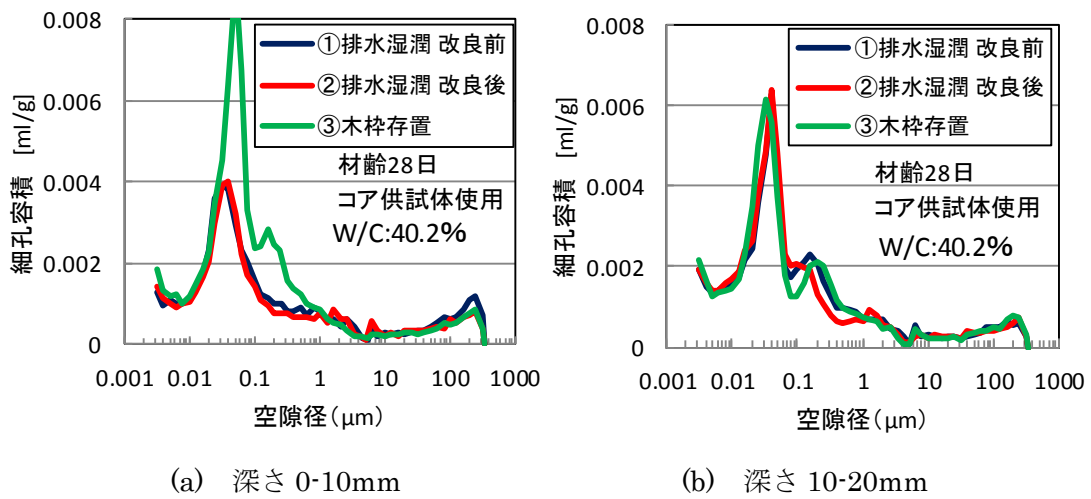 0.008
0.006
0.004
0.002
0
細孔容積 [ml/g]
①排水湿潤 改良前
②排水湿潤 改良後
③木枠存置
材齢28日
コア供試体使用
W/C:40.2%
0.001 0.01 0.1 1 10 100 1000
空隙径(μm)
(a) 深さ 0-10mm
0.008
0.006
0.004
0.002
0
細孔容積 [ml/g]
①排水湿潤 改良前
②排水湿潤 改良後
③木枠存置
材齢28日
コア供試体使用
W/C:40.2%
0.001 0.01 0.1 1 10 100 1000
空隙径(μm)
(b) 深さ 10-20mm